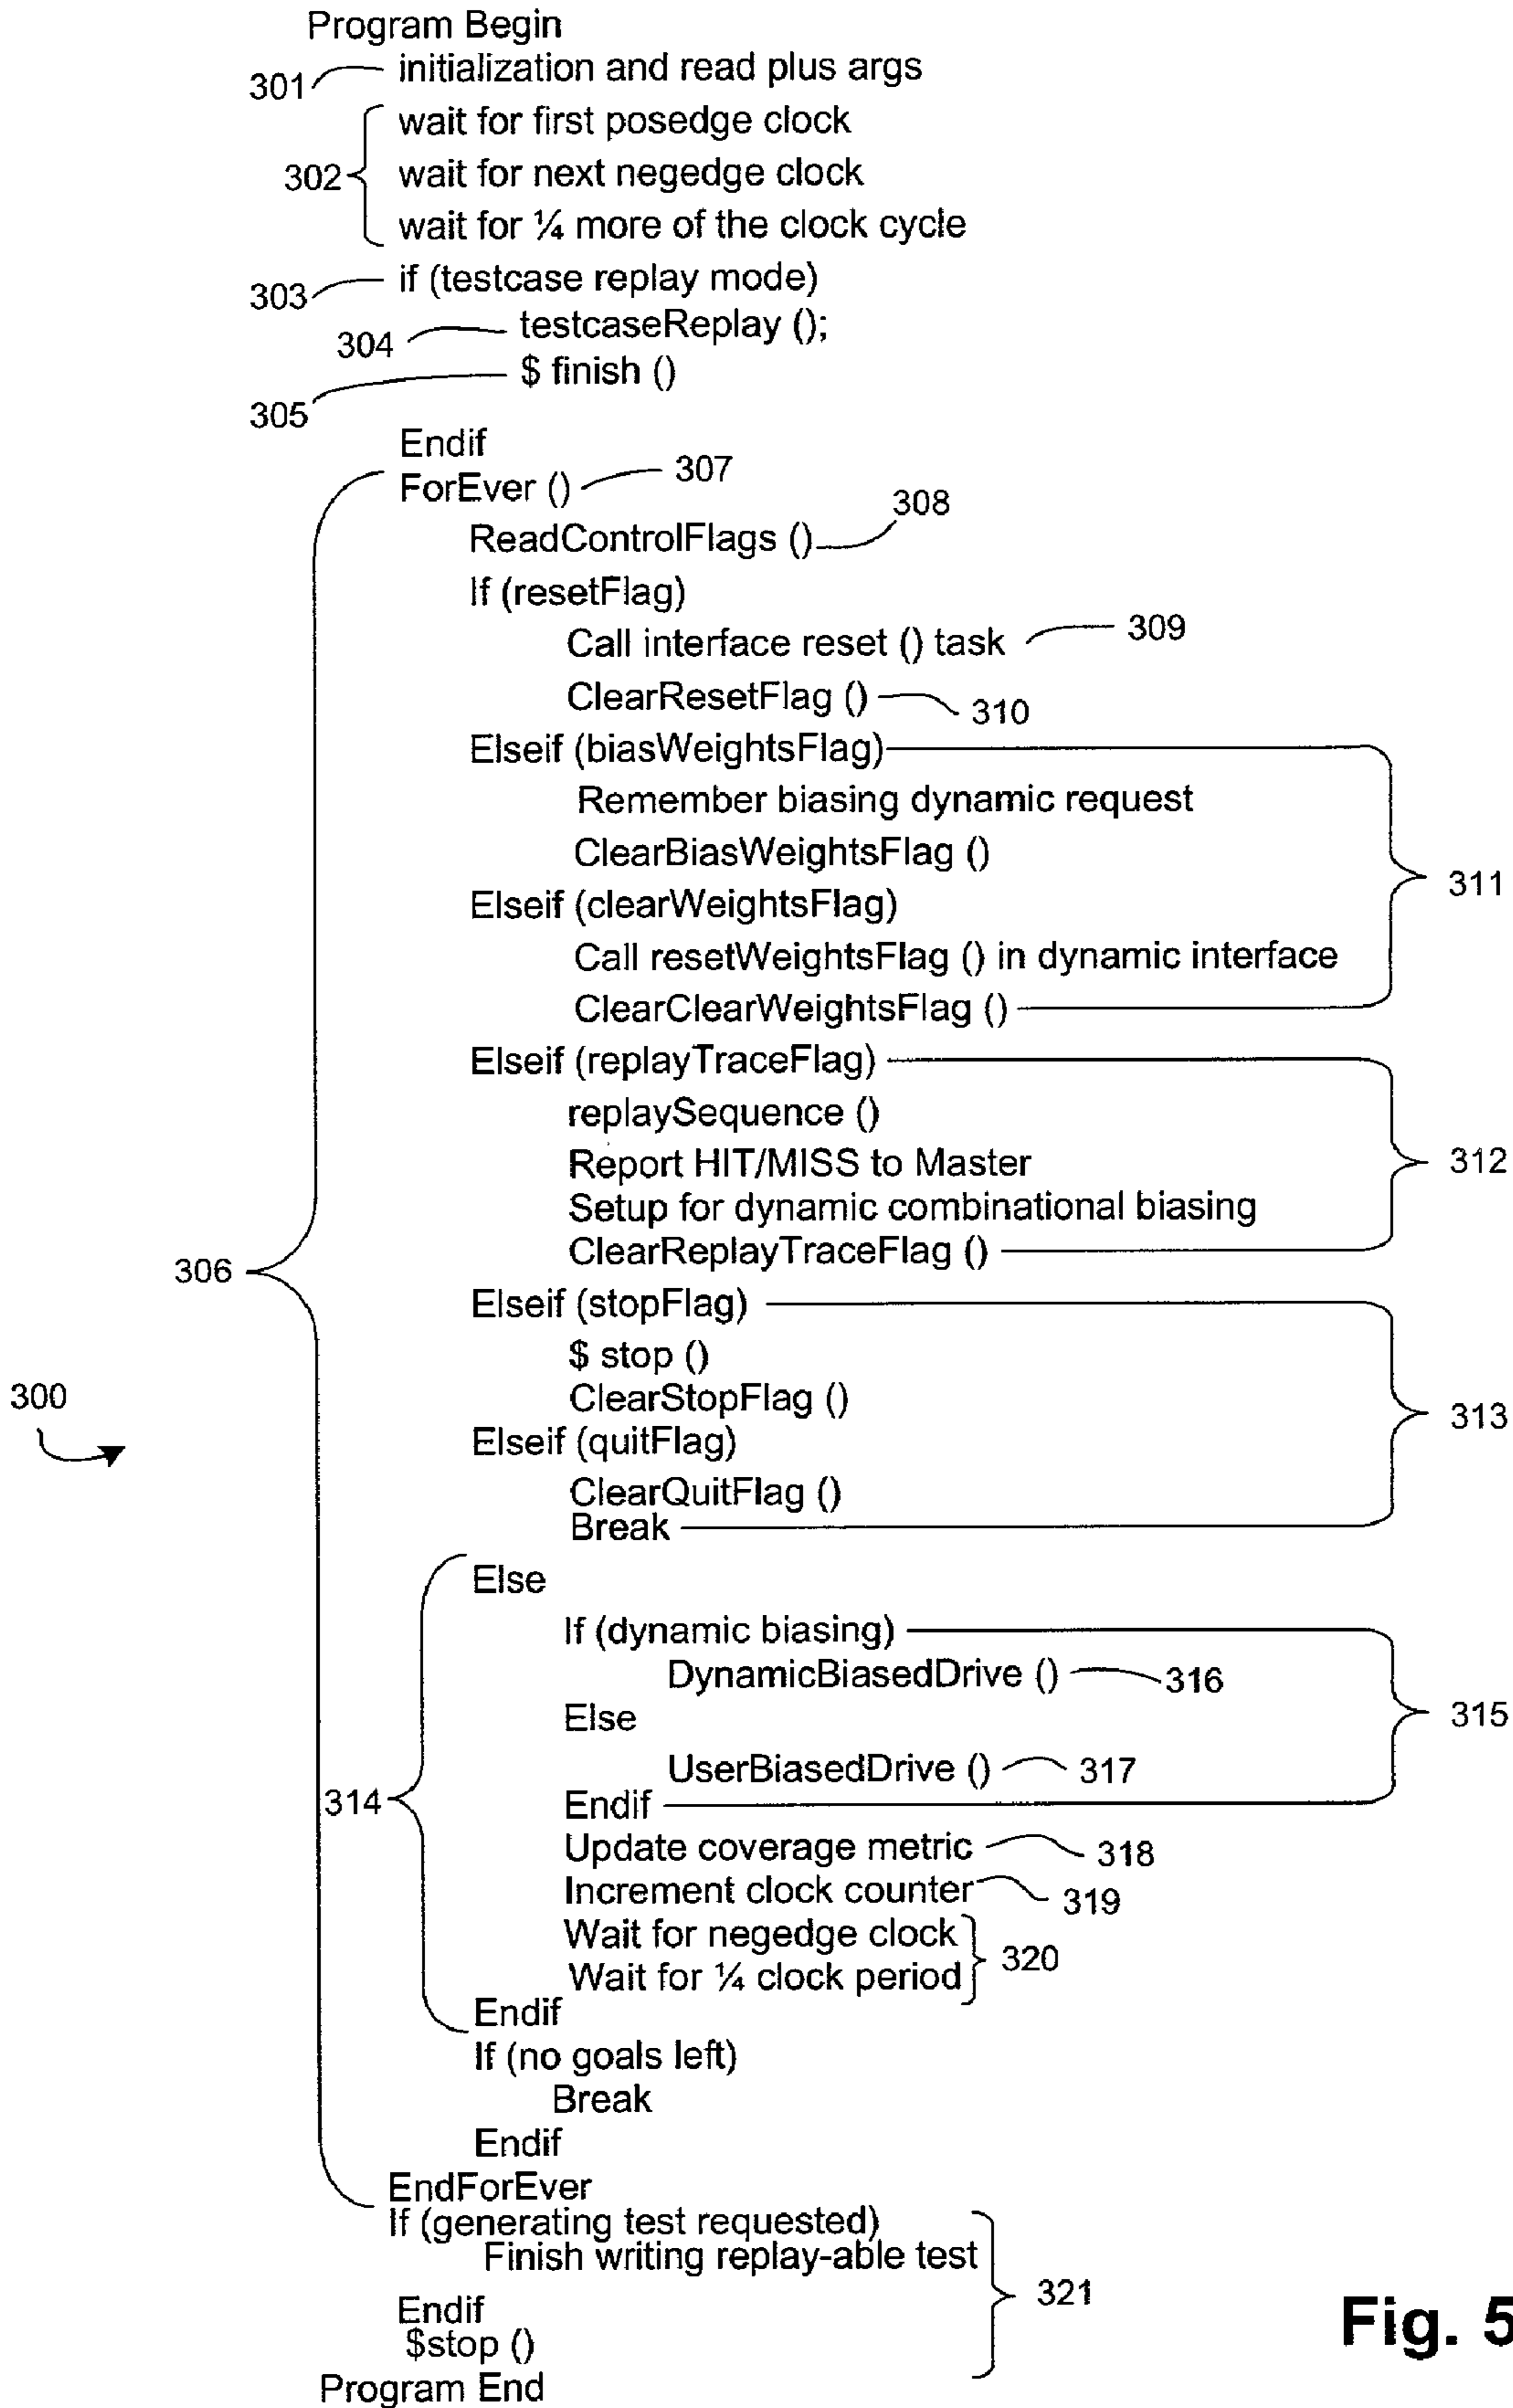 Program Begin
301 initialization and read plus args
wait for first posedge clock
302 wait for next negedge clock
wait for ¼ more of the clock cycle
303 if (testcase replay mode)
304 testcaseReplay ();
305 $ finish ()
Endif
ForEver () 307
ReadControlFlags () 308
If (resetFlag)
Call interface reset () task 309
ClearResetFlag () 310
Elseif (biasWeightsFlag)
Remember biasing dynamic request
ClearBiasWeightsFlag ()
311
Elseif (clearWeightsFlag)
Call resetWeightsFlag () in dynamic interface
ClearClearWeightsFlag ()
Elseif (replayTraceFlag)
replaySequence ()
Report HIT/MISS to Master 312
Setup for dynamic combinational biasing
ClearReplayTraceFlag ()
306
Elseif (stopFlag)
$ stop ()
ClearStopFlag ()
300
313
Elseif (quitFlag)
ClearQuitFlag ()
Break
Else
If (dynamic biasing)
DynamicBiasedDrive () 316
Else 315
UserBiasedDrive () 317
314 Endif
Update coverage metric 318
Increment clock counter 319
Wait for negedge clock
320
Wait for ¼ clock period
Endif
If (no goals left)
Break
Endif
EndForEver
If (generating test requested)
Finish writing replay-able test
321
Endif
$stop ()
Program End
Fig. 5